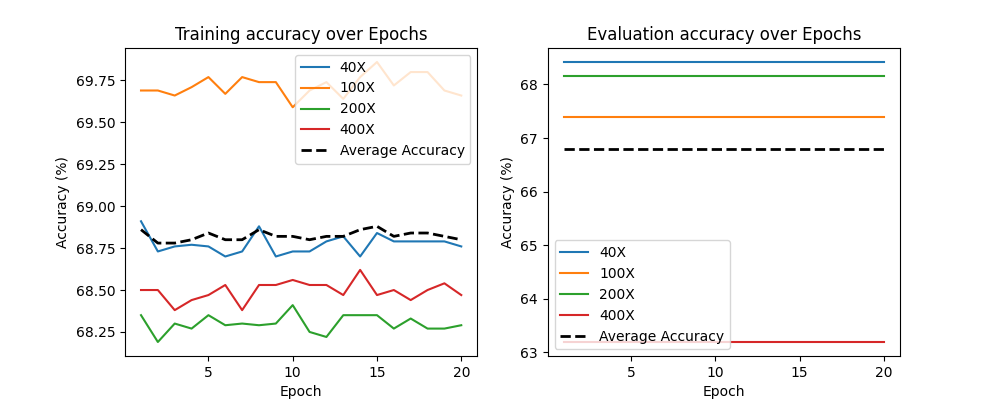 Training accuracy over Epochs
Accuracy (%)
69.75
69.50
69.25
69.00
68.75
68.50
68.25
40X
100X
200X
400X
Average Accuracy
5
10
15
20
Epoch
Evaluation accuracy over Epochs
Accuracy (%)
68
67
66
65
64
63
40X
100X
200X
400X
Average Accuracy
5
10
15
20
Epoch